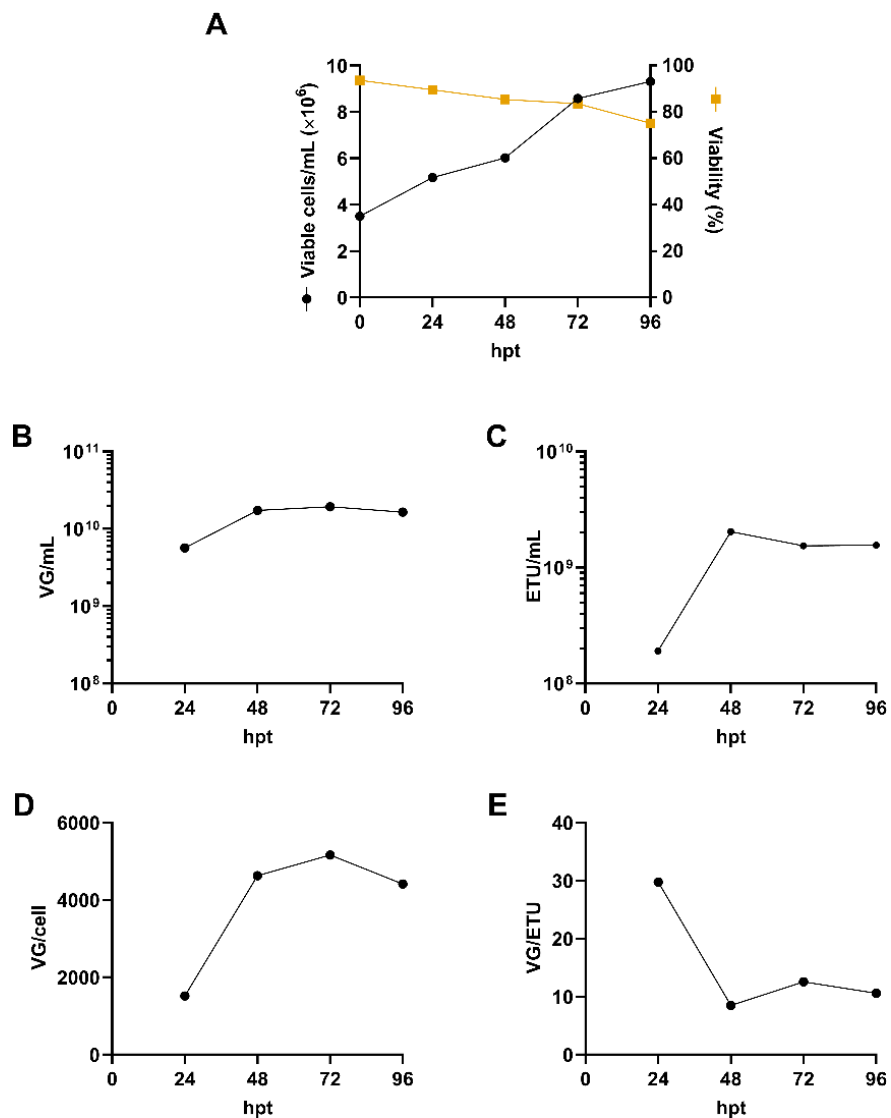 A
Viable cells/mL (×10⁶)
10
8
6
4
2
0
100
80
60
40
20
0
Viability (%)
0 24 48 72 96
hpt
B
VG/mL
10¹¹
10¹⁰
10⁹
10⁸
0 24 48 72 96
hpt
C
ETU/mL
10¹⁰
10⁹
10⁸
0 24 48 72 96
hpt
D
VG/cell
6000
4000
2000
0
0 24 48 72 96
hpt
E
VG/ETU
40
30
20
10
0
0 24 48 72 96
hpt